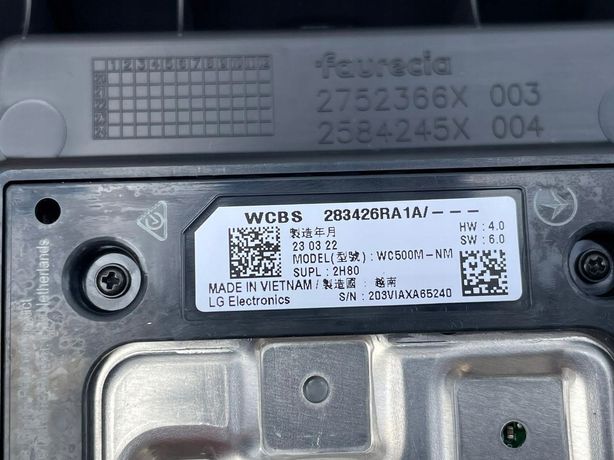 faurecia
2752366X 003
2584245X 004
WCBS 283426RA1A/---
製造年月
23 03 22
HW : 4.0
SW : 6.0
MODEL(型號) : WC500M-NM
SUPL : 2H80
MADE IN VIETNAM / 製造國 : 越南
LG Electronics
S/N : 203VIAXA65240
Netherlands